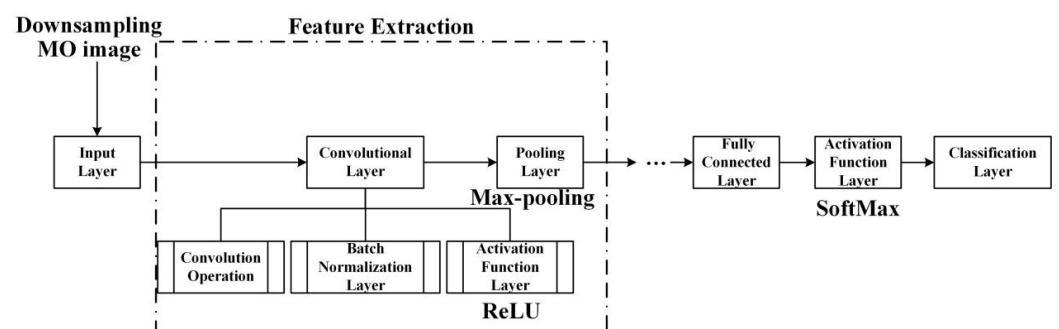 Downsampling
MO image
Feature Extraction
Input
Layer
Convolutional
Layer
Pooling
Layer
Max-pooling
...
Fully
Connected
Layer
Activation
Function
Layer
SoftMax
Classification
Layer
Convolution
Operation
Batch
Normalization
Layer
Activation
Function
Layer
ReLU